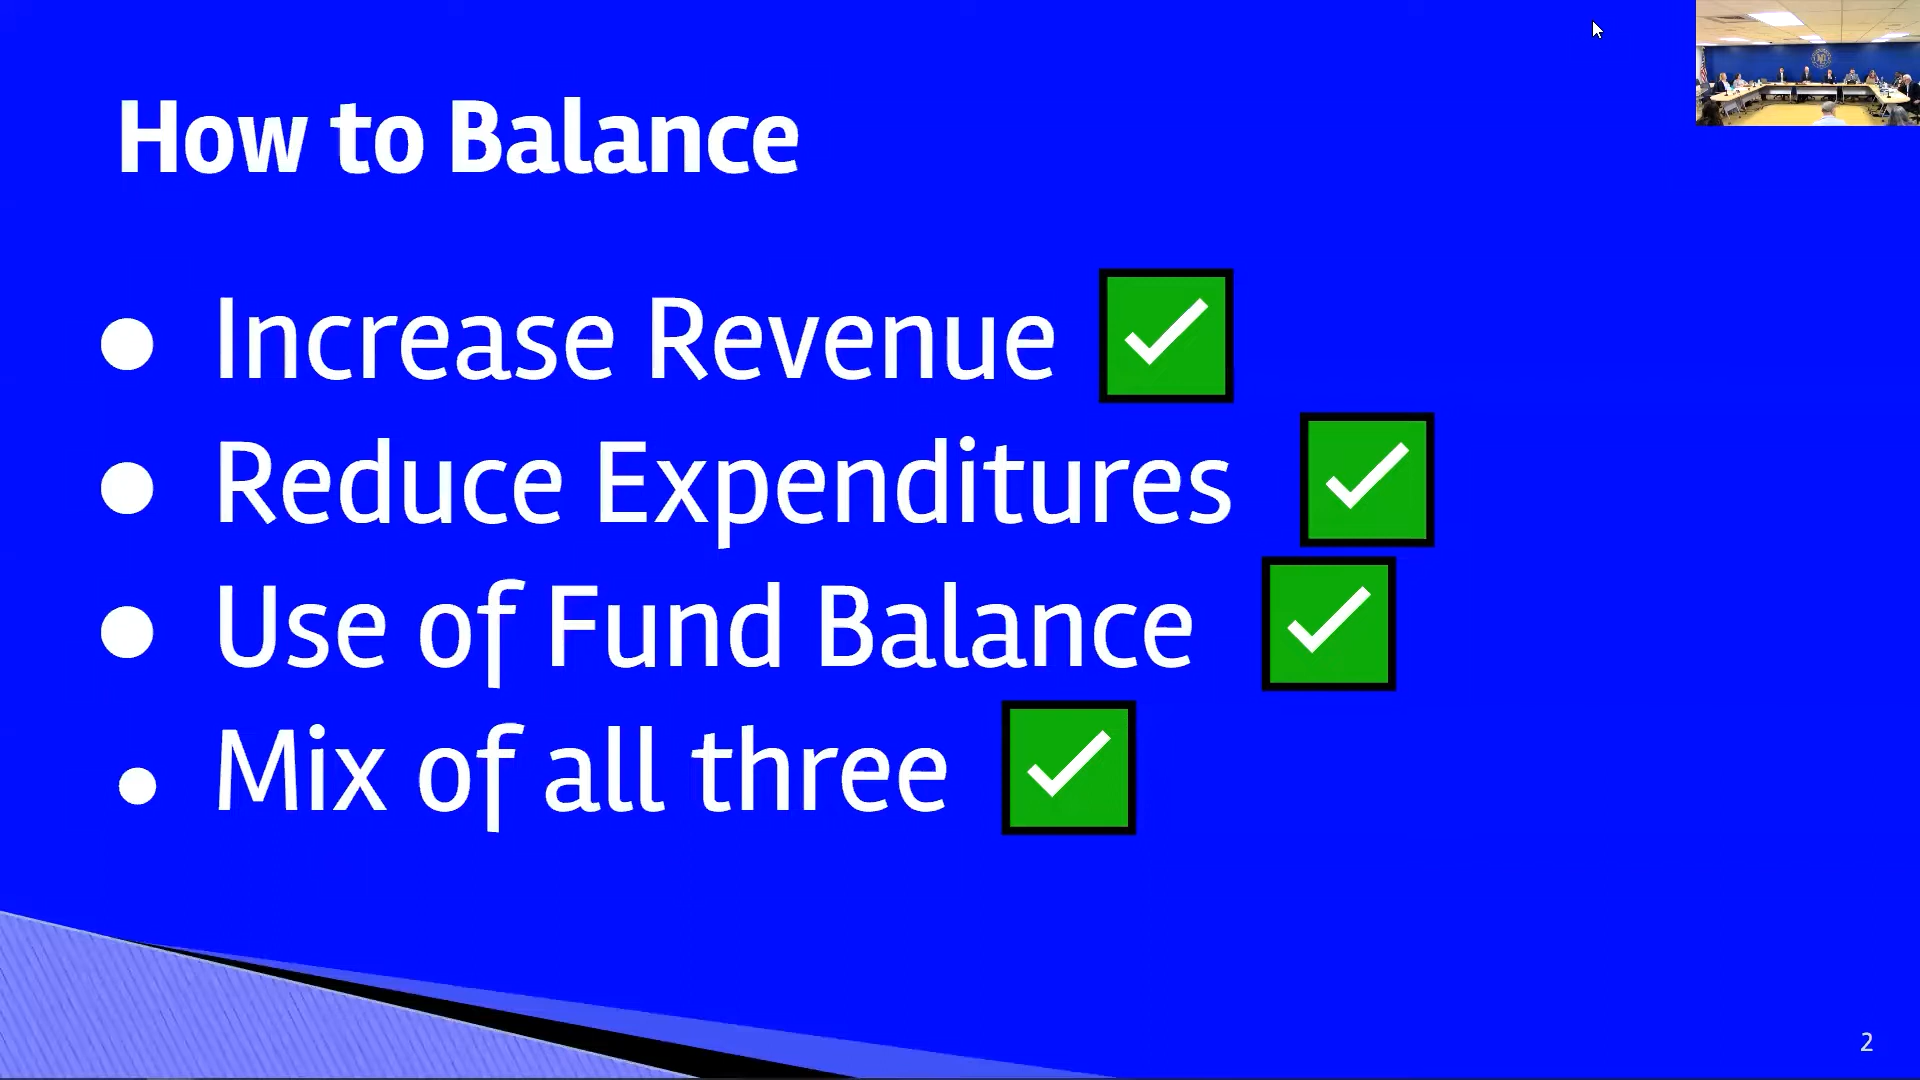 How to Balance
● Increase Revenue ✓
● Reduce Expenditures ✓
● Use of Fund Balance ✓
● Mix of all three ✓
2